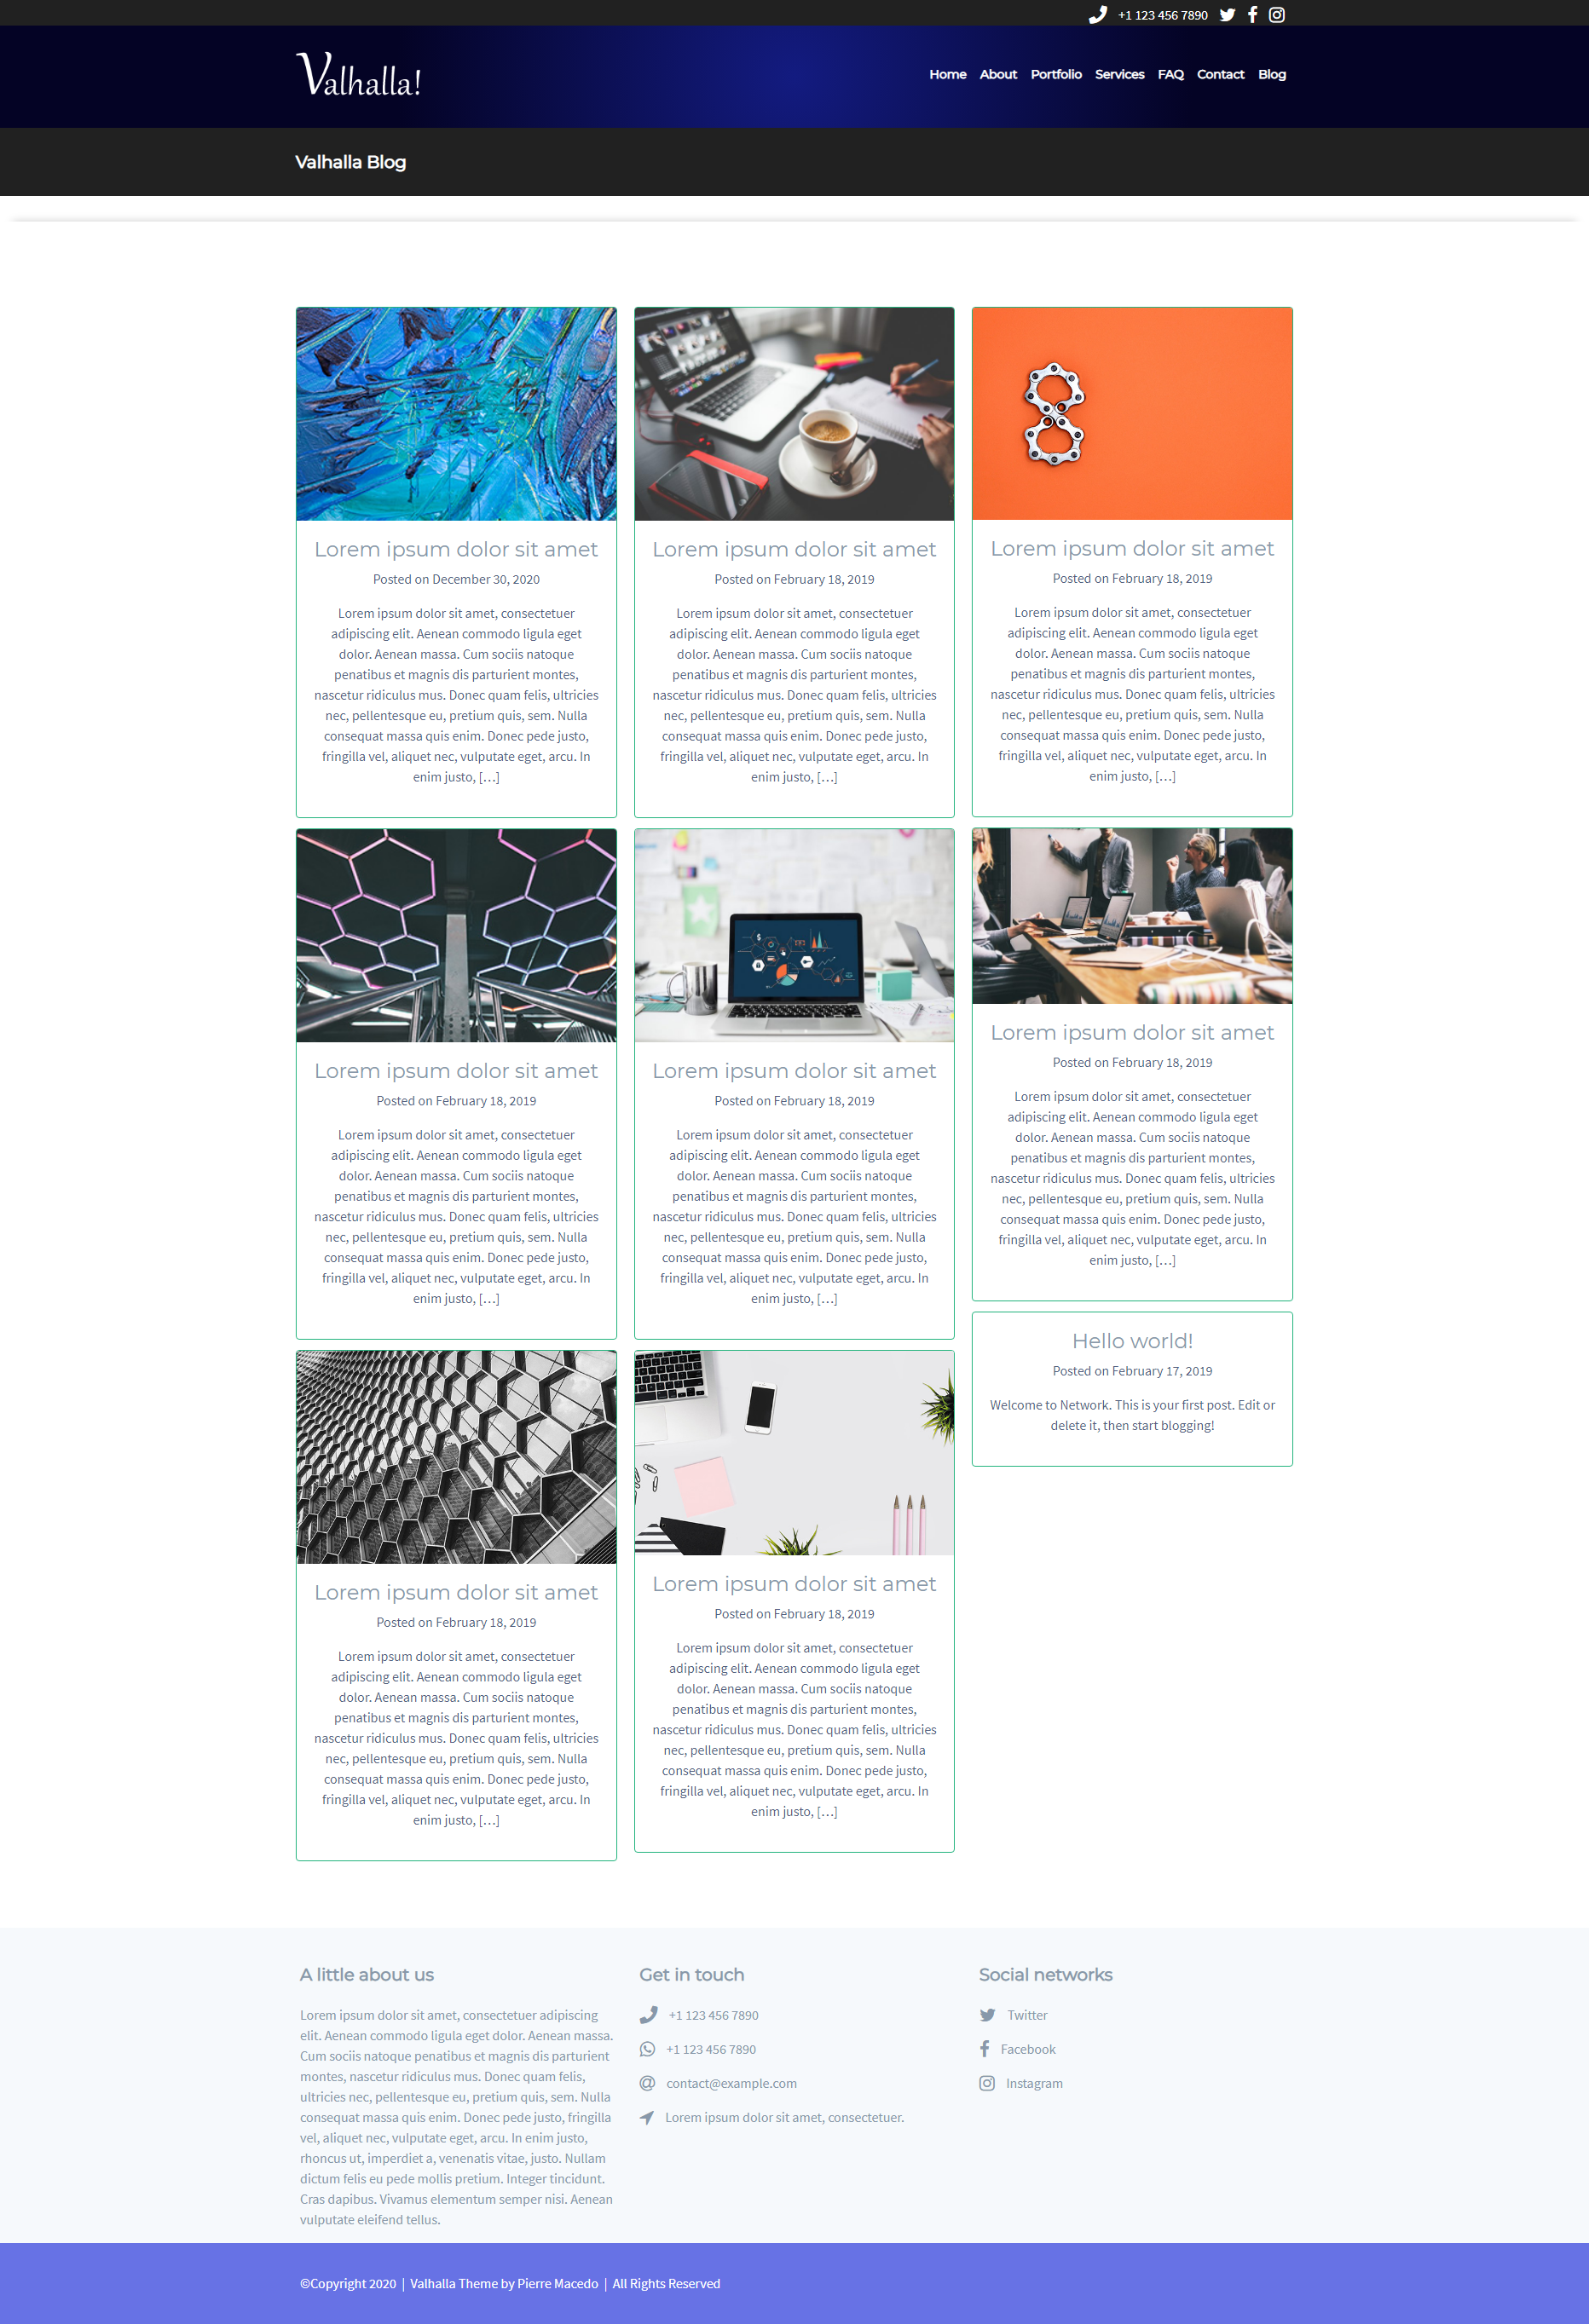 +1 123 456 7890
Valhalla!
Home About Portfolio Services FAQ Contact Blog
Valhalla Blog
Lorem ipsum dolor sit amet
Posted on December 30, 2020
Lorem ipsum dolor sit amet, consectetuer
adipiscing elit. Aenean commodo ligula eget
dolor. Aenean massa. Cum sociis natoque
penatibus et magnis dis parturient montes,
nascetur ridiculus mus. Donec quam felis, ultricies
nec, pellentesque eu, pretium quis, sem. Nulla
consequat massa quis enim. Donec pede justo,
fringilla vel, aliquet nec, vulputate eget, arcu. In
enim justo, […]
Lorem ipsum dolor sit amet
Posted on February 18, 2019
Lorem ipsum dolor sit amet, consectetuer
adipiscing elit. Aenean commodo ligula eget
dolor. Aenean massa. Cum sociis natoque
penatibus et magnis dis parturient montes,
nascetur ridiculus mus. Donec quam felis, ultricies
nec, pellentesque eu, pretium quis, sem. Nulla
consequat massa quis enim. Donec pede justo,
fringilla vel, aliquet nec, vulputate eget, arcu. In
enim justo, […]
Lorem ipsum dolor sit amet
Posted on February 18, 2019
Lorem ipsum dolor sit amet, consectetuer
adipiscing elit. Aenean commodo ligula eget
dolor. Aenean massa. Cum sociis natoque
penatibus et magnis dis parturient montes,
nascetur ridiculus mus. Donec quam felis, ultricies
nec, pellentesque eu, pretium quis, sem. Nulla
consequat massa quis enim. Donec pede justo,
fringilla vel, aliquet nec, vulputate eget, arcu. In
enim justo, […]
Lorem ipsum dolor sit amet
Posted on February 18, 2019
Lorem ipsum dolor sit amet, consectetuer
adipiscing elit. Aenean commodo ligula eget
dolor. Aenean massa. Cum sociis natoque
penatibus et magnis dis parturient montes,
nascetur ridiculus mus. Donec quam felis, ultricies
nec, pellentesque eu, pretium quis, sem. Nulla
consequat massa quis enim. Donec pede justo,
fringilla vel, aliquet nec, vulputate eget, arcu. In
enim justo, […]
Lorem ipsum dolor sit amet
Posted on February 18, 2019
Lorem ipsum dolor sit amet, consectetuer
adipiscing elit. Aenean commodo ligula eget
dolor. Aenean massa. Cum sociis natoque
penatibus et magnis dis parturient montes,
nascetur ridiculus mus. Donec quam felis, ultricies
nec, pellentesque eu, pretium quis, sem. Nulla
consequat massa quis enim. Donec pede justo,
fringilla vel, aliquet nec, vulputate eget, arcu. In
enim justo, […]
Lorem ipsum dolor sit amet
Posted on February 18, 2019
Lorem ipsum dolor sit amet, consectetuer
adipiscing elit. Aenean commodo ligula eget
dolor. Aenean massa. Cum sociis natoque
penatibus et magnis dis parturient montes,
nascetur ridiculus mus. Donec quam felis, ultricies
nec, pellentesque eu, pretium quis, sem. Nulla
consequat massa quis enim. Donec pede justo,
fringilla vel, aliquet nec, vulputate eget, arcu. In
enim justo, […]
Lorem ipsum dolor sit amet
Posted on February 18, 2019
Lorem ipsum dolor sit amet, consectetuer
adipiscing elit. Aenean commodo ligula eget
dolor. Aenean massa. Cum sociis natoque
penatibus et magnis dis parturient montes,
nascetur ridiculus mus. Donec quam felis, ultricies
nec, pellentesque eu, pretium quis, sem. Nulla
consequat massa quis enim. Donec pede justo,
fringilla vel, aliquet nec, vulputate eget, arcu. In
enim justo, […]
Lorem ipsum dolor sit amet
Posted on February 18, 2019
Lorem ipsum dolor sit amet, consectetuer
adipiscing elit. Aenean commodo ligula eget
dolor. Aenean massa. Cum sociis natoque
penatibus et magnis dis parturient montes,
nascetur ridiculus mus. Donec quam felis, ultricies
nec, pellentesque eu, pretium quis, sem. Nulla
consequat massa quis enim. Donec pede justo,
fringilla vel, aliquet nec, vulputate eget, arcu. In
enim justo, […]
Hello world!
Posted on February 17, 2019
Welcome to Network. This is your first post. Edit or
delete it, then start blogging!
A little about us
Lorem ipsum dolor sit amet, consectetuer adipiscing
elit. Aenean commodo ligula eget dolor. Aenean massa.
Cum sociis natoque penatibus et magnis dis parturient
montes, nascetur ridiculus mus. Donec quam felis,
ultricies nec, pellentesque eu, pretium quis, sem. Nulla
consequat massa quis enim. Donec pede justo, fringilla
vel, aliquet nec, vulputate eget, arcu. In enim justo,
rhoncus ut, imperdiet a, venenatis vitae, justo. Nullam
dictum felis eu pede mollis pretium. Integer tincidunt.
Cras dapibus. Vivamus elementum semper nisi. Aenean
vulputate eleifend tellus.
Get in touch
+1 123 456 7890
+1 123 456 7890
contact@example.com
Lorem ipsum dolor sit amet, consectetuer.
Social networks
Twitter
Facebook
Instagram
©Copyright 2020 | Valhalla Theme by Pierre Macedo | All Rights Reserved